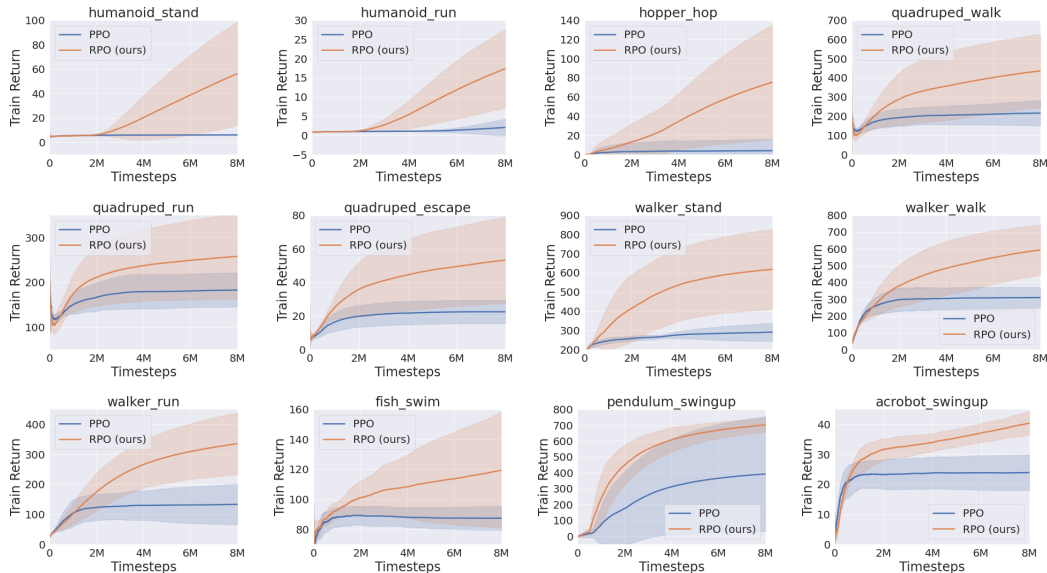 humanoid_stand
100
80
60
40
20
0
Train Return
PPO
RPO (ours)
0 2M 4M 6M 8M
Timesteps
humanoid_run
30
25
20
15
10
5
0
−5
Train Return
PPO
RPO (ours)
0 2M 4M 6M 8M
Timesteps
hopper_hop
140
120
100
80
60
40
20
0
Train Return
PPO
RPO (ours)
0 2M 4M 6M 8M
Timesteps
quadruped_walk
700
600
500
400
300
200
100
0
Train Return
PPO
RPO (ours)
0 2M 4M 6M 8M
Timesteps
quadruped_run
300
200
100
Train Return
PPO
RPO (ours)
0 2M 4M 6M 8M
Timesteps
quadruped_escape
80
60
40
20
0
Train Return
PPO
RPO (ours)
0 2M 4M 6M 8M
Timesteps
walker_stand
900
800
700
600
500
400
300
200
Train Return
PPO
RPO (ours)
0 2M 4M 6M 8M
Timesteps
walker_walk
800
700
600
500
400
300
200
100
0
Train Return
PPO
RPO (ours)
0 2M 4M 6M 8M
Timesteps
walker_run
400
300
200
100
0
Train Return
PPO
RPO (ours)
0 2M 4M 6M 8M
Timesteps
fish_swim
160
140
120
100
80
Train Return
PPO
RPO (ours)
0 2M 4M 6M 8M
Timesteps
pendulum_swingup
800
700
600
500
400
300
200
100
0
Train Return
PPO
RPO (ours)
0 2M 4M 6M 8M
Timesteps
acrobot_swingup
40
30
20
10
0
Train Return
PPO
RPO (ours)
0 2M 4M 6M 8M
Timesteps